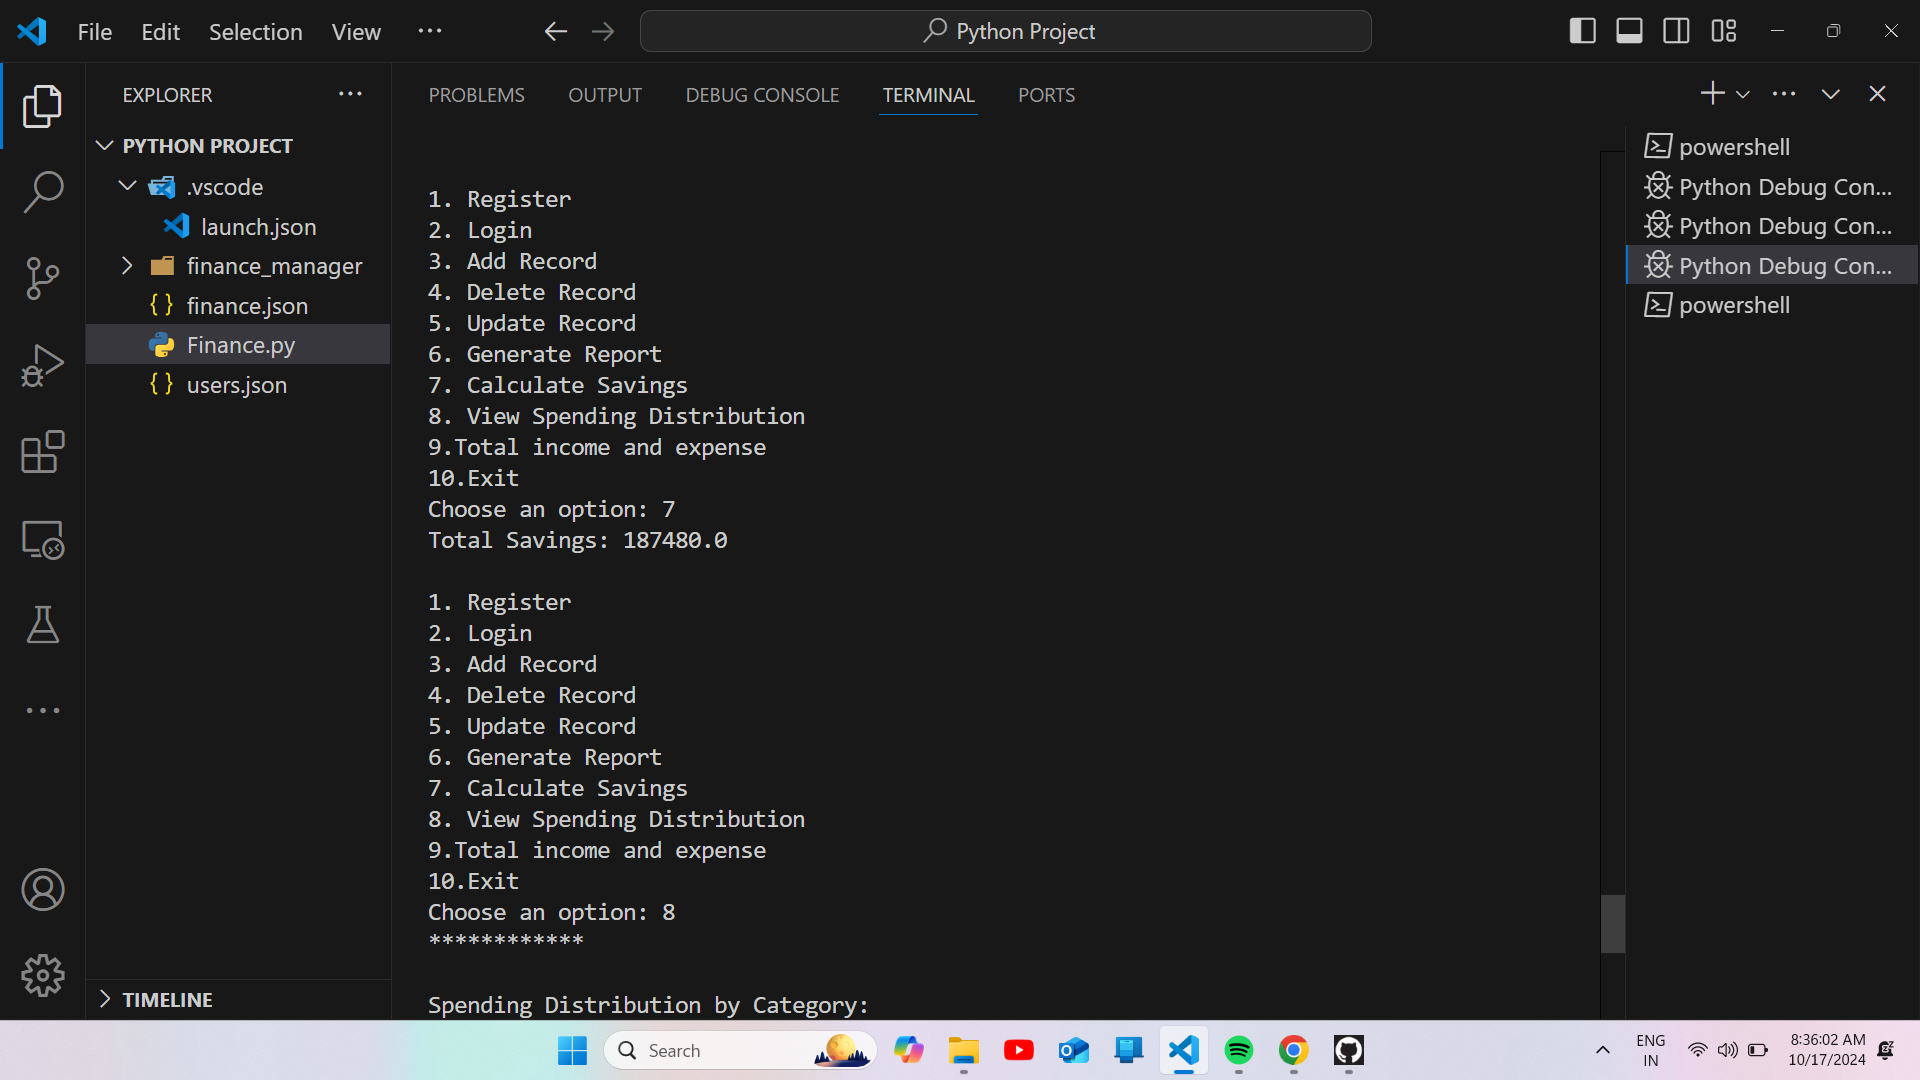 File Edit Selection View ...
Python Project
EXPLORER ...
PYTHON PROJECT
.vscode
launch.json
finance_manager
{ } finance.json
Finance.py
{ } users.json
TIMELINE
PROBLEMS OUTPUT DEBUG CONSOLE TERMINAL PORTS
1. Register
2. Login
3. Add Record
4. Delete Record
5. Update Record
6. Generate Report
7. Calculate Savings
8. View Spending Distribution
9.Total income and expense
10.Exit
Choose an option: 7
Total Savings: 187480.0
1. Register
2. Login
3. Add Record
4. Delete Record
5. Update Record
6. Generate Report
7. Calculate Savings
8. View Spending Distribution
9.Total income and expense
10.Exit
Choose an option: 8
************
Spending Distribution by Category:
powershell
Python Debug Con...
Python Debug Con...
Python Debug Con...
powershell
Search
ENG
IN
8:36:02 AM
10/17/2024